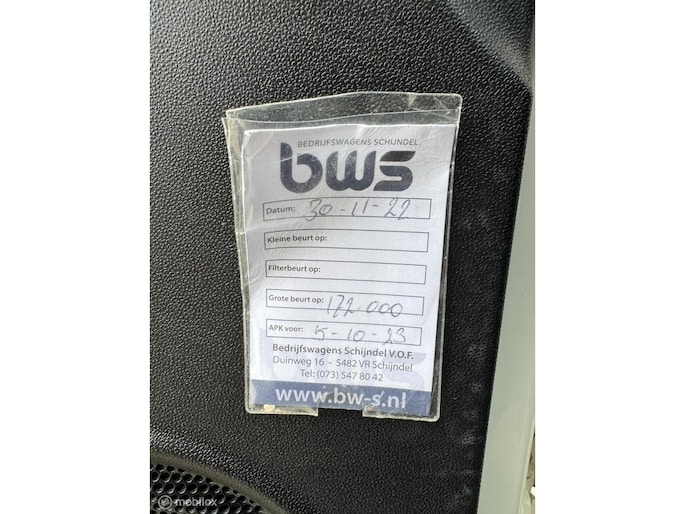 BEDRIJFSWAGENS SCHIJNDEL
bws
Datum: 30-11-22
Kleine beurt op:
Filterbeurt op:
Grote beurt op: 172.000
APK voor: 5-10-23
Bedrijfswagens Schijndel V.O.F.
Duinweg 16 - 5482 VR Schijndel
Tel: (073) 547 80 42
www.bw-s.nl
© mobilox